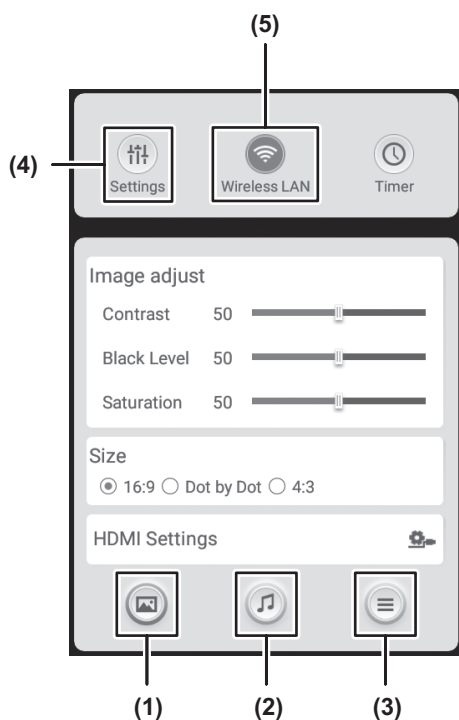 (5)
(4)
Settings Wireless LAN Timer
Image adjust
Contrast 50
Black Level 50
Saturation 50
Size
16:9 Dot by Dot 4:3
HDMI Settings
(1) (2) (3)